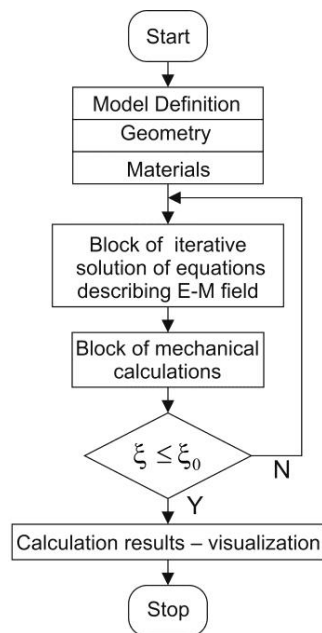 Start
Model Definition
Geometry
Materials
Block of iterative
solution of equations
describing E-M field
Block of mechanical
calculations
ξ ≤ ξ₀
N
Y
Calculation results – visualization
Stop